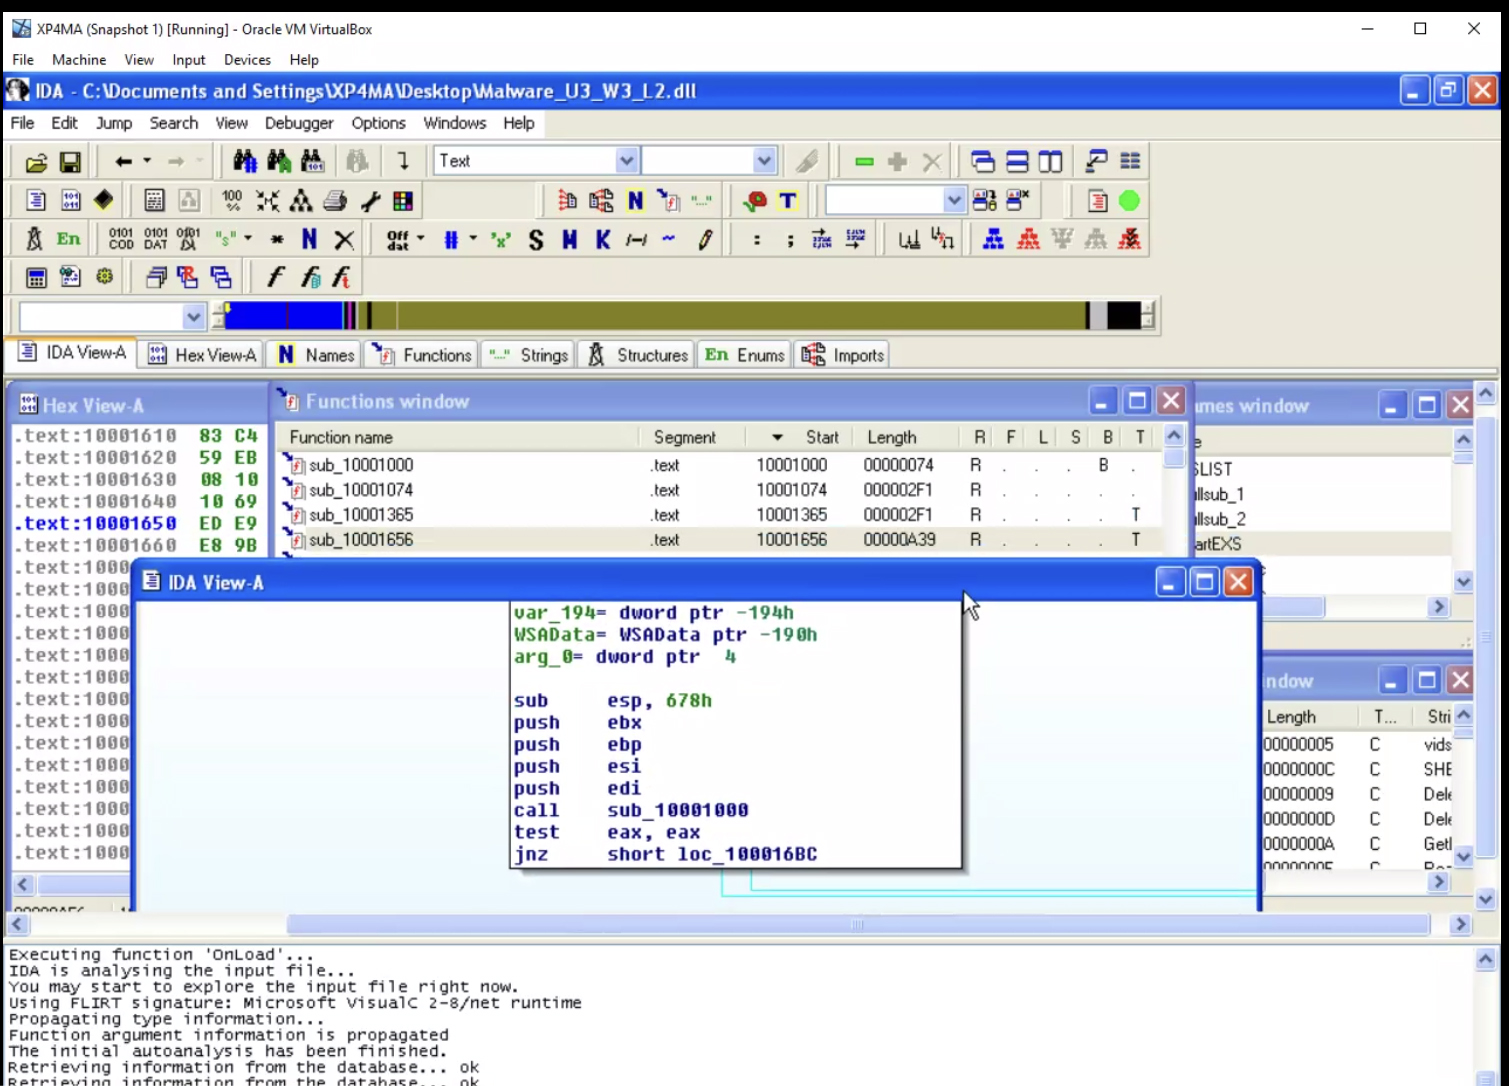 XP4MA (Snapshot 1) [Running] - Oracle VM VirtualBox
File Machine View Input Devices Help
IDA - C:\Documents and Settings\XP4MA\Desktop\Malware_U3_W3_L2.dll
File Edit Jump Search View Debugger Options Windows Help
Text
IDA View-A Hex View-A N Names Functions Strings Structures En Enums Imports
Hex View-A
.text:10001610 83 C4
.text:10001620 59 EB
.text:10001630 08 10
.text:10001640 10 69
.text:10001650 ED E9
.text:10001660 E8 9B
.text:1000
.text:1000
.text:1000
.text:1000
.text:1000
.text:1000
.text:1000
.text:1000
.text:1000
.text:1000
.text:1000
.text:1000
.text:1000
.text:1000
Functions window
Function name Segment Start Length R F L S B T
sub_10001000 .text 10001000 00000074 R . . . B .
sub_10001074 .text 10001074 000002F1 R . . . . .
sub_10001365 .text 10001365 000002F1 R . . . . T
sub_10001656 .text 10001656 00000A39 R . . . . T
mes window
SLIST
llsub_1
llsub_2
artEXS
IDA View-A
var_194= dword ptr -194h
WSAData= WSAData ptr -190h
arg_0= dword ptr 4
sub esp, 678h
push ebx
push ebp
push esi
push edi
call sub_10001000
test eax, eax
jnz short loc_100016BC
ndow
Length T... Stri
00000005 C vids
0000000C C SHE
00000009 C Dele
0000000D C Dele
0000000A C Getl
Executing function 'OnLoad'...
IDA is analysing the input file...
You may start to explore the input file right now.
Using FLIRT signature: Microsoft VisualC 2-8/net runtime
Propagating type information...
Function argument information is propagated
The initial autoanalysis has been finished.
Retrieving information from the database... ok
Retrieving information from the database... ok